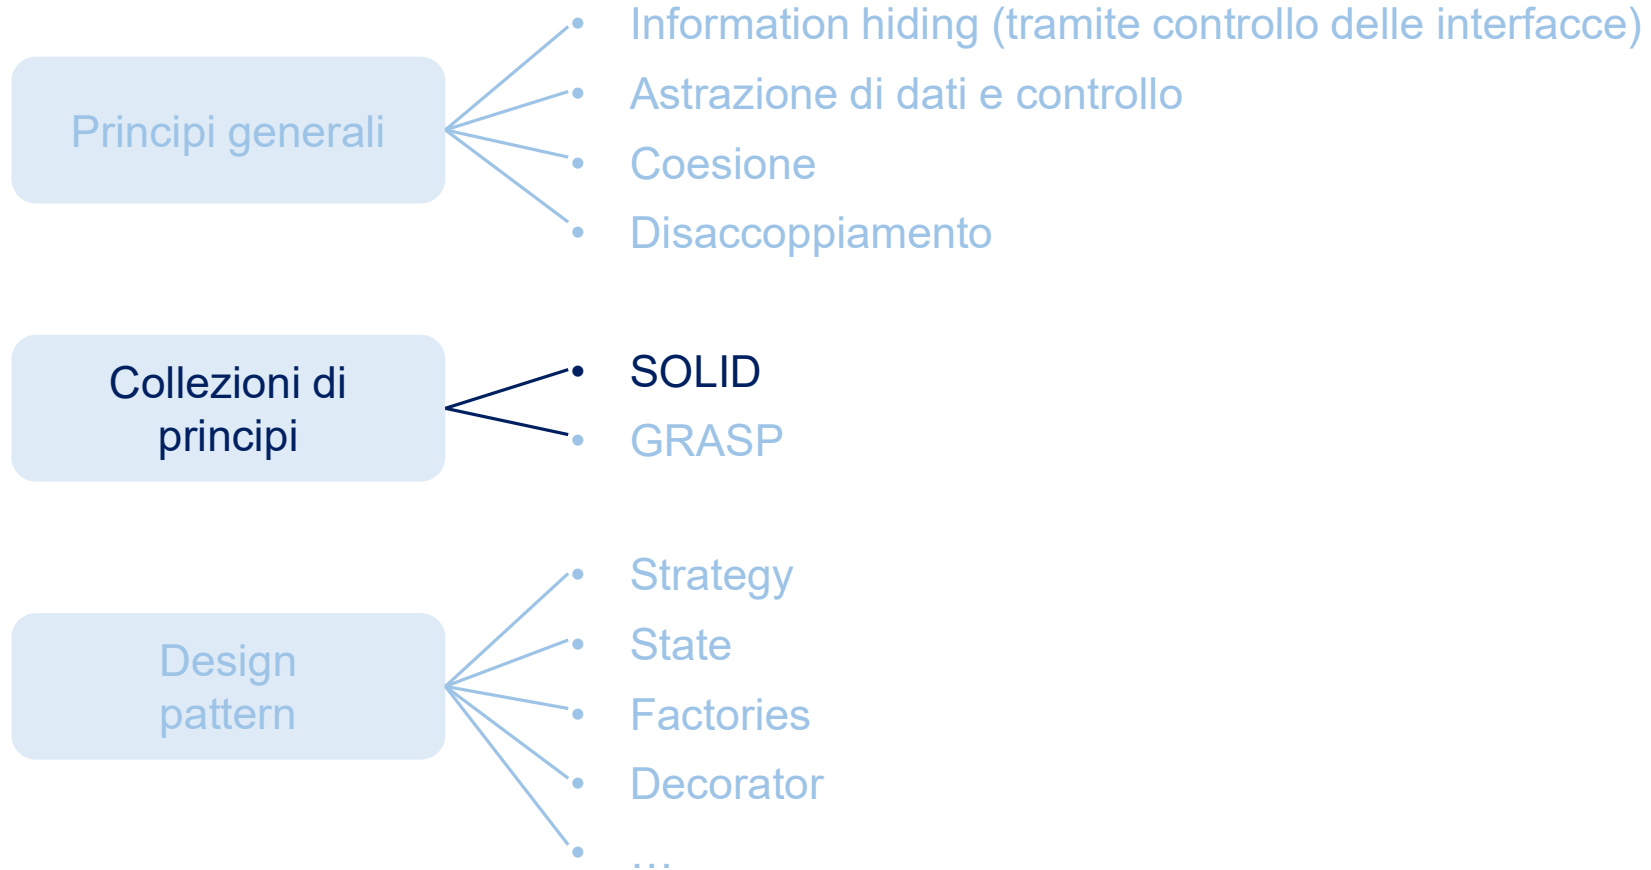 Principi generali
• Information hiding (tramite controllo delle interfacce)
• Astrazione di dati e controllo
• Coesione
• Disaccoppiamento
Collezioni di
principi
• SOLID
• GRASP
Design
pattern
• Strategy
• State
• Factories
• Decorator
• …